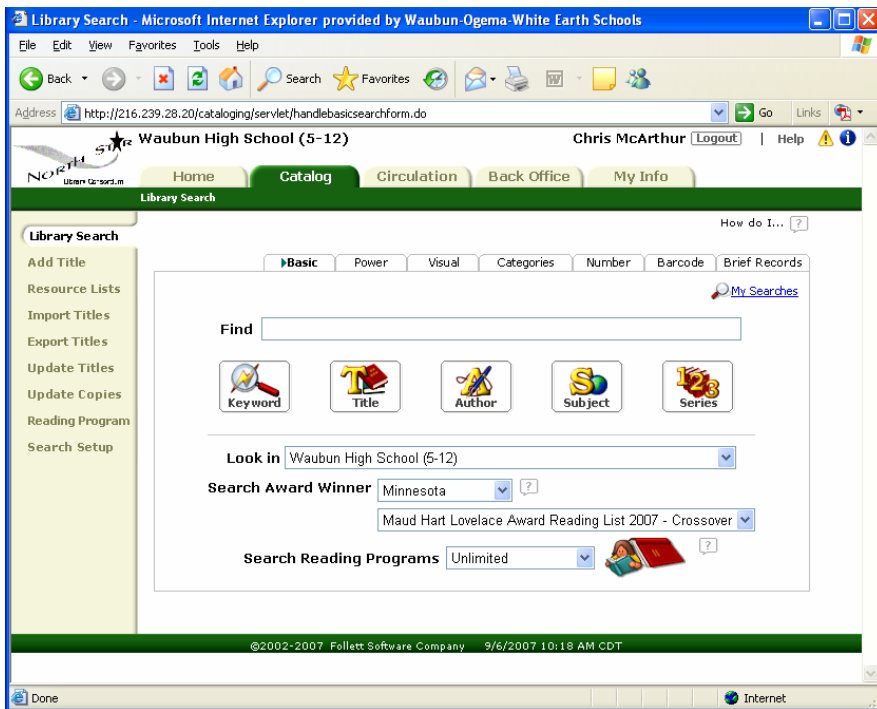 Library Search - Microsoft Internet Explorer provided by Waubun-Ogema-White Earth Schools
File Edit View Favorites Tools Help
Back Search Favorites
Address http://216.239.28.20/cataloging/servlet/handlebasicsearchform.do Go Links
NORTH STAR Waubun High School (5-12) Chris McArthur Logout | Help
Library Consortium
Home Catalog Circulation Back Office My Info
Library Search
How do I... ?
Library Search
Add Title
Resource Lists
Import Titles
Export Titles
Update Titles
Update Copies
Reading Program
Search Setup
Basic Power Visual Categories Number Barcode Brief Records
My Searches
Find
Keyword Title Author Subject Series
Look in Waubun High School (5-12)
Search Award Winner Minnesota ?
Maud Hart Lovelace Award Reading List 2007 - Crossover
Search Reading Programs Unlimited ?
©2002-2007 Follett Software Company 9/6/2007 10:18 AM CDT
Done Internet